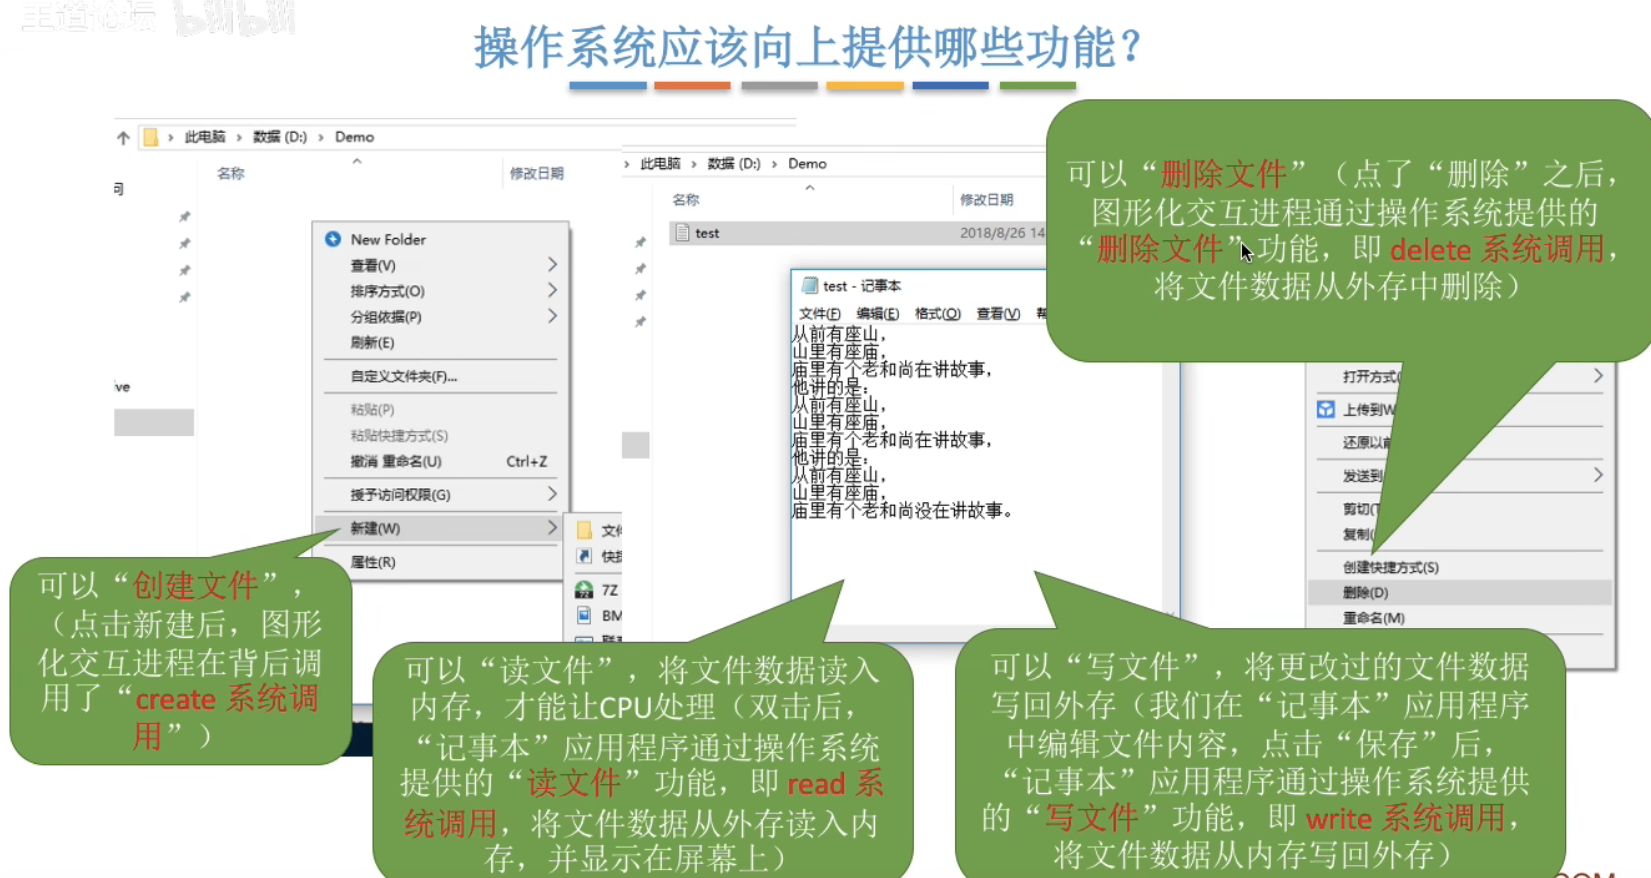 王道论坛 bilibili
操作系统应该向上提供哪些功能?
此电脑 › 数据 (D:) › Demo
名称
修改日期
New Folder
查看(V)
排序方式(O)
分组依据(P)
刷新(E)
自定义文件夹(F)...
粘贴(P)
粘贴快捷方式(S)
撤消 重命名(U) Ctrl+Z
授予访问权限(G)
新建(W)
属性(R)
文件
快捷
7Z
BM
此电脑 › 数据 (D:) › Demo
名称
修改日期
test
2018/8/26 14
test - 记事本
文件(F) 编辑(E) 格式(O) 查看(V) 帮
从前有座山,
山里有座庙,
庙里有个老和尚在讲故事,
他讲的是:
从前有座山,
山里有座庙,
庙里有个老和尚在讲故事,
他讲的是:
从前有座山,
山里有座庙,
庙里有个老和尚没在讲故事。
可以“删除文件”（点了“删除”之后，
图形化交互进程通过操作系统提供的
“删除文件”功能，即 delete 系统调用，
将文件数据从外存中删除）
打开方式(
上传到W
还原以前
发送到
剪切(T
复制(
创建快捷方式(S)
删除(D)
重命名(M)
可以“创建文件”，
（点击新建后，图形
化交互进程在背后调
用了“create 系统调
用”）
可以“读文件”，将文件数据读入
内存，才能让CPU处理（双击后，
“记事本”应用程序通过操作系统
提供的“读文件”功能，即 read 系
统调用，将文件数据从外存读入内
存，并显示在屏幕上）
可以“写文件”，将更改过的文件数据
写回外存（我们在“记事本”应用程序
中编辑文件内容，点击“保存”后，
“记事本”应用程序通过操作系统提供
的“写文件”功能，即 write 系统调用，
将文件数据从内存写回外存）